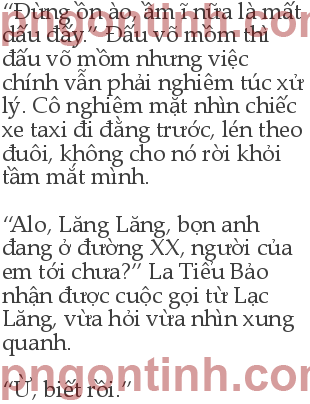 “Đừng ồn ào, ầm ĩ nữa là mất
dấu đấy.” Đấu võ mồm thì
đấu võ mồm nhưng việc
chính vẫn phải nghiêm túc xử
lý. Cô nghiêm mặt nhìn chiếc
xe taxi đi đằng trước, lén theo
đuôi, không cho nó rời khỏi
tầm mắt mình.
“Alo, Lăng Lăng, bọn anh
đang ở đường XX, người của
em tới chưa?” La Tiểu Bảo
nhận được cuộc gọi từ Lạc
Lăng, vừa hỏi vừa nhìn xung
quanh.
“Ừ, biết rồi.”
pngontinh.com
pngontinh.com